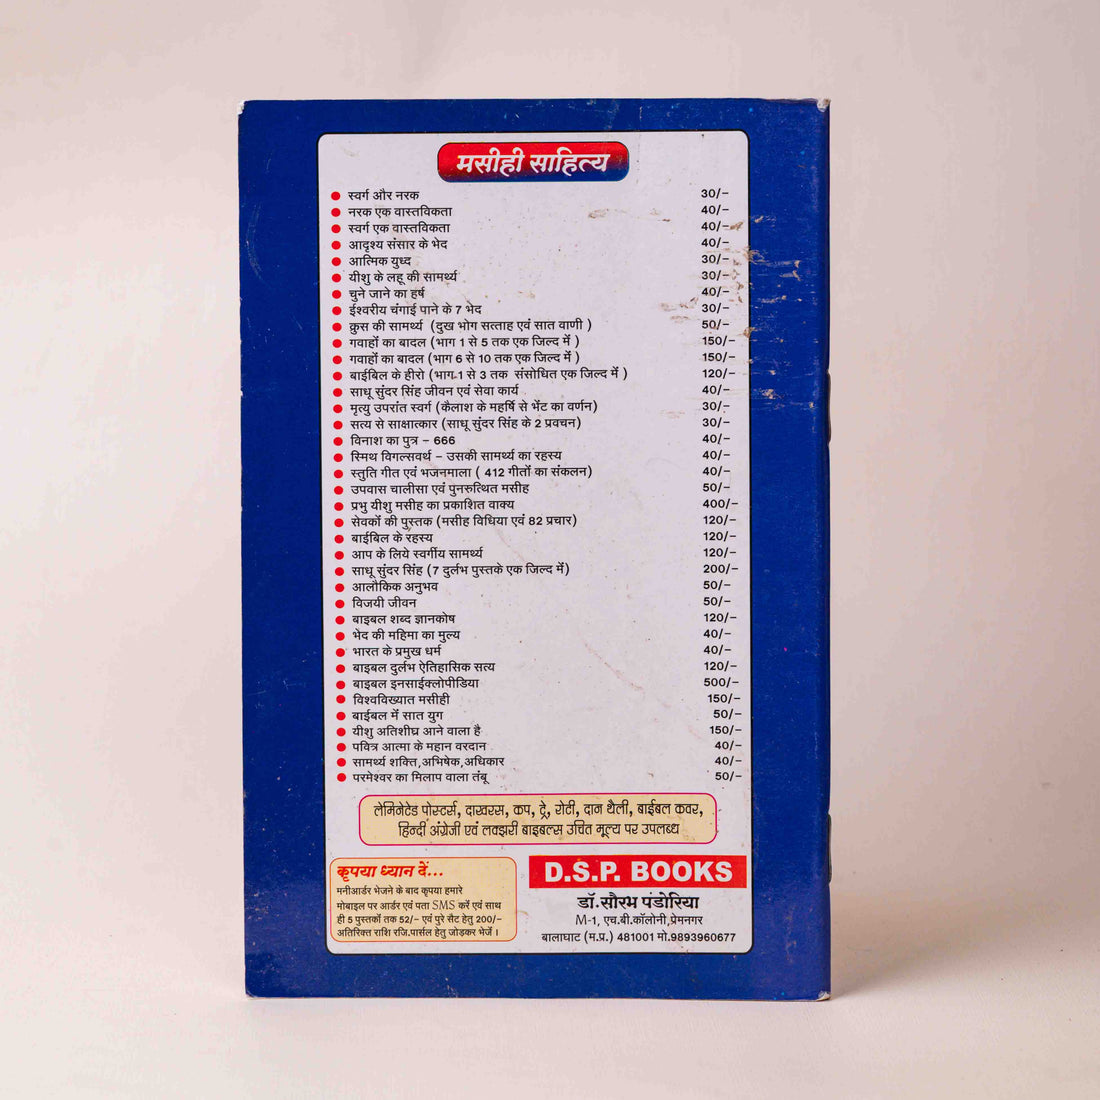 मसीही साहित्य
स्वर्ग और नरक 30/-
नरक एक वास्तविकता 40/-
स्वर्ग एक वास्तविकता 40/-
आदृश्य संसार के भेद 40/-
आत्मिक युध्द 30/-
यीशु के लहू की सामर्थ्य 30/-
चुने जाने का हर्ष 40/-
ईश्वरीय चंगाई पाने के 7 भेद 30/-
क्रुस की सामर्थ्य (दुख भोग सत्ताह एवं सात वाणी ) 50/-
गवाहों का बादल (भाग 1 से 5 तक एक जिल्द में ) 150/-
गवाहों का बादल (भाग 6 से 10 तक एक जिल्द में ) 150/-
बाईबिल के हीरो (भाग-1 से 3 तक संसोधित एक जिल्द में ) 120/-
साधू सुंदर सिंह जीवन एवं सेवा कार्य 40/-
मृत्यु उपरांत स्वर्ग (कैलाश के महर्षि से भेंट का वर्णन) 30/-
सत्य से साक्षात्कार (साधू सुंदर सिंह के 2 प्रवचन) 30/-
विनाश का पुत्र - 666 40/-
स्मिथ विगल्सवर्थ - उसकी सामर्थ्य का रहस्य 40/-
स्तुति गीत एवं भजनमाला ( 412 गीतों का संकलन) 40/-
उपवास चालीसा एवं पुनरुत्थित मसीह 50/-
प्रभु यीशु मसीह का प्रकाशित वाक्य 400/-
सेवकों की पुस्तक (मसीह विधिया एवं 82 प्रचार) 120/-
बाईबिल के रहस्य 120/-
आप के लिये स्वर्गीय सामर्थ्य 120/-
साधू सुंदर सिंह (7 दुर्लभ पुस्तके एक जिल्द में) 200/-
आलौकिक अनुभव 50/-
विजयी जीवन 50/-
बाइबल शब्द ज्ञानकोष 120/-
भेद की महिमा का मुल्य 40/-
भारत के प्रमुख धर्म 40/-
बाइबल दुर्लभ ऐतिहासिक सत्य 120/-
बाइबल इनसाईक्लोपीडिया 500/-
विश्वविख्यात मसीही 150/-
बाईबल में सात युग 50/-
यीशु अतिशीघ्र आने वाला है 150/-
पवित्र आत्मा के महान वरदान 40/-
सामर्थ्य शक्ति,अभिषेक,अधिकार 40/-
परमेश्वर का मिलाप वाला तंबू 50/-
लेमिनेटेड पोस्टर्स, दाखरस, कप, ट्रे, रोटी, दान थैली, बाईबल कवर,
हिन्दी अंग्रेजी एवं लक्झरी बाइबल्स उचित मूल्य पर उपलब्ध
कृपया ध्यान दें...
मनीआर्डर भेजने के बाद कृपया हमारे
मोबाइल पर आर्डर एवं पता SMS करें एवं साथ
ही 5 पुस्तकों तक 52/- एवं पुरे सैट हेतु 200/-
अतिरिक्त राशि रजि.पार्सल हेतु जोड़कर भेजें ।
D.S.P. BOOKS
डॉ.सौरभ पंडोरिया
M-1, एच.बी.कॉलोनी,प्रेमनगर
बालाघाट (म.प्र.) 481001 मो.9893960677